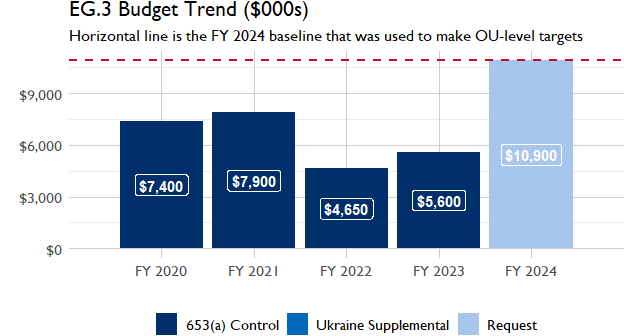 EG.3 Budget Trend ($000s)
Horizontal line is the FY 2024 baseline that was used to make OU-level targets
$9,000
$6,000
$3,000
$0
$7,400
$7,900
$4,650
$5,600
$10,900
FY 2020
FY 2021
FY 2022
FY 2023
FY 2024
653(a) Control
Ukraine Supplemental
Request